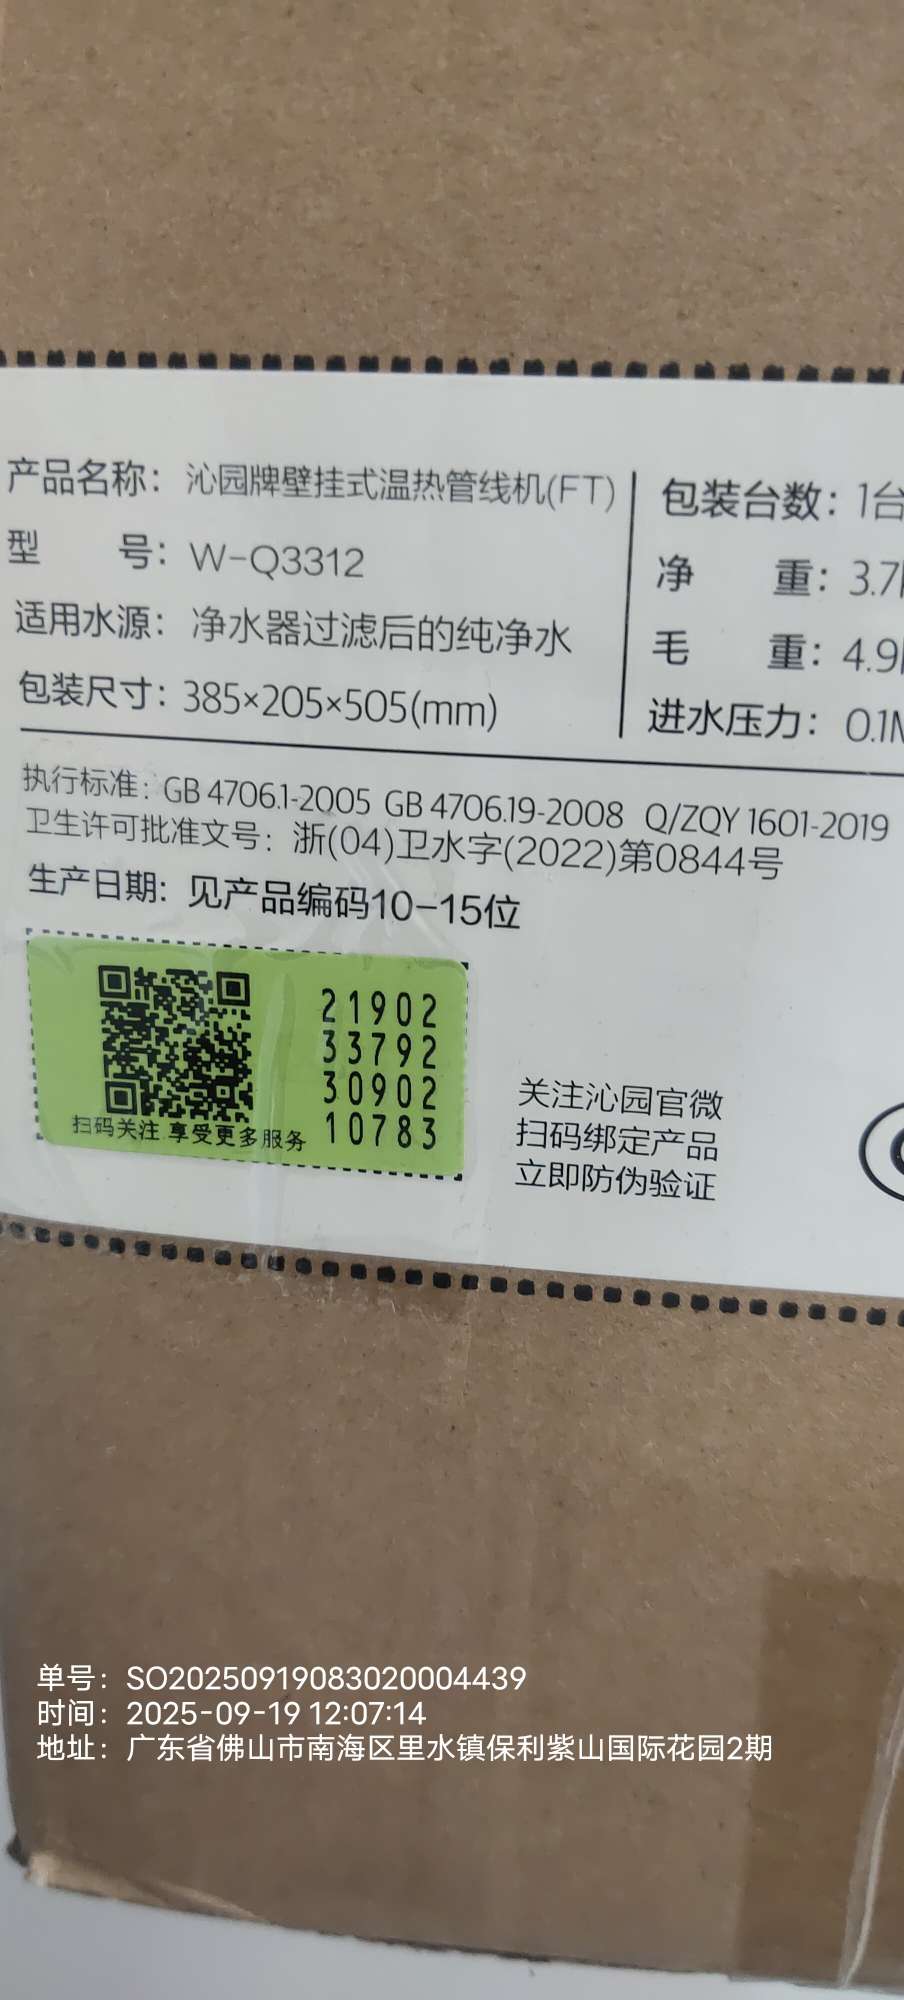 产品名称：沁园牌壁挂式温热管线机(FT)
型号：W-Q3312
适用水源：净水器过滤后的纯净水
包装尺寸：385×205×505(mm)
包装台数：1台
净重：3.7
毛重：4.9
进水压力：0.1M
执行标准：GB 4706.1-2005 GB 4706.19-2008 Q/ZQY 1601-2019
卫生许可批准文号：浙(04)卫水字(2022)第0844号
生产日期：见产品编码10-15位
21902
33792
30902
10783
扫码关注 享受更多服务
关注沁园官微
扫码绑定产品
立即防伪验证
单号：SO20250919083020004439
时间：2025-09-19 12:07:14
地址：广东省佛山市南海区里水镇保利紫山国际花园2期